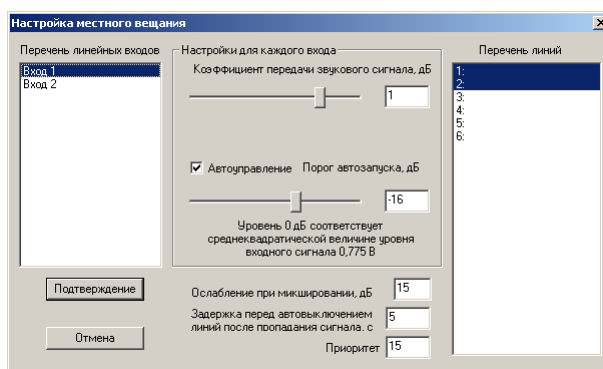 Настройка местного вещания
Перечень линейных входов
Вход 1
Вход 2
Настройки для каждого входа
Коэффициент передачи звукового сигнала, дБ
1
Автоуправление
Порог автозапуска, дБ
-16
Уровень 0 дБ соответствует
среднеквадратической величине уровня
входного сигнала 0,775 В
Перечень линий
1:
2:
3:
4:
5:
6:
Подтверждение
Отмена
Ослабление при микшировании, дБ
15
Задержка перед автовыключением
линий после пропадания сигнала, с
5
Приоритет
15